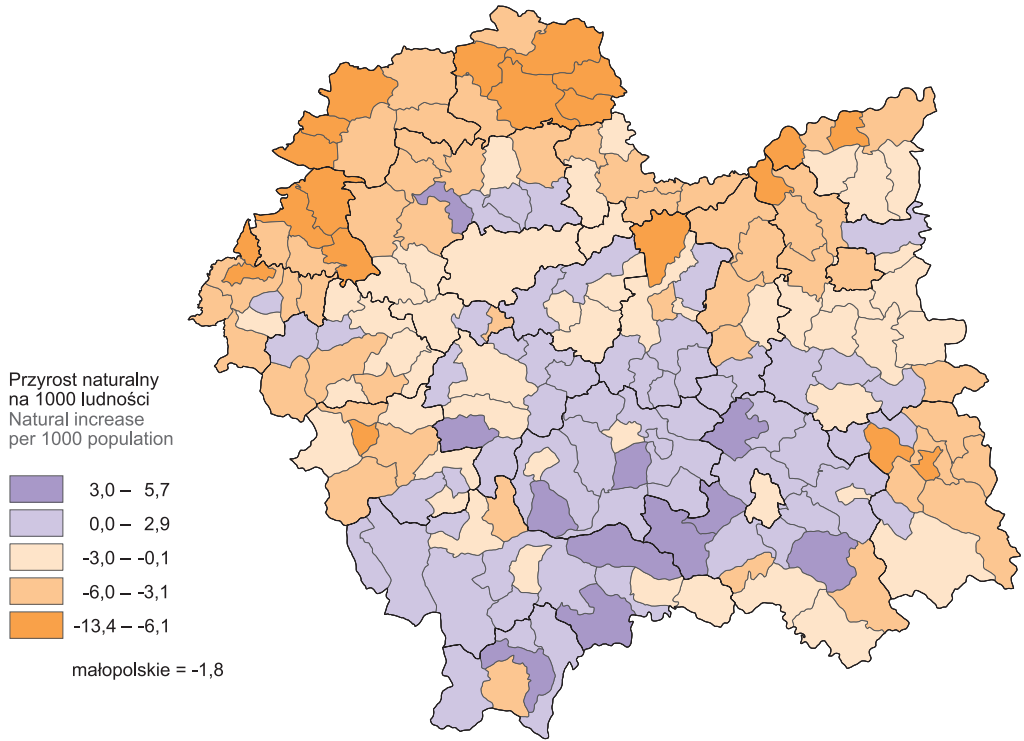 Przyrost naturalny
na 1000 ludności
Natural increase
per 1000 population
3,0 – 5,7
0,0 – 2,9
-3,0 – -0,1
-6,0 – -3,1
-13,4 – -6,1
małopolskie = -1,8